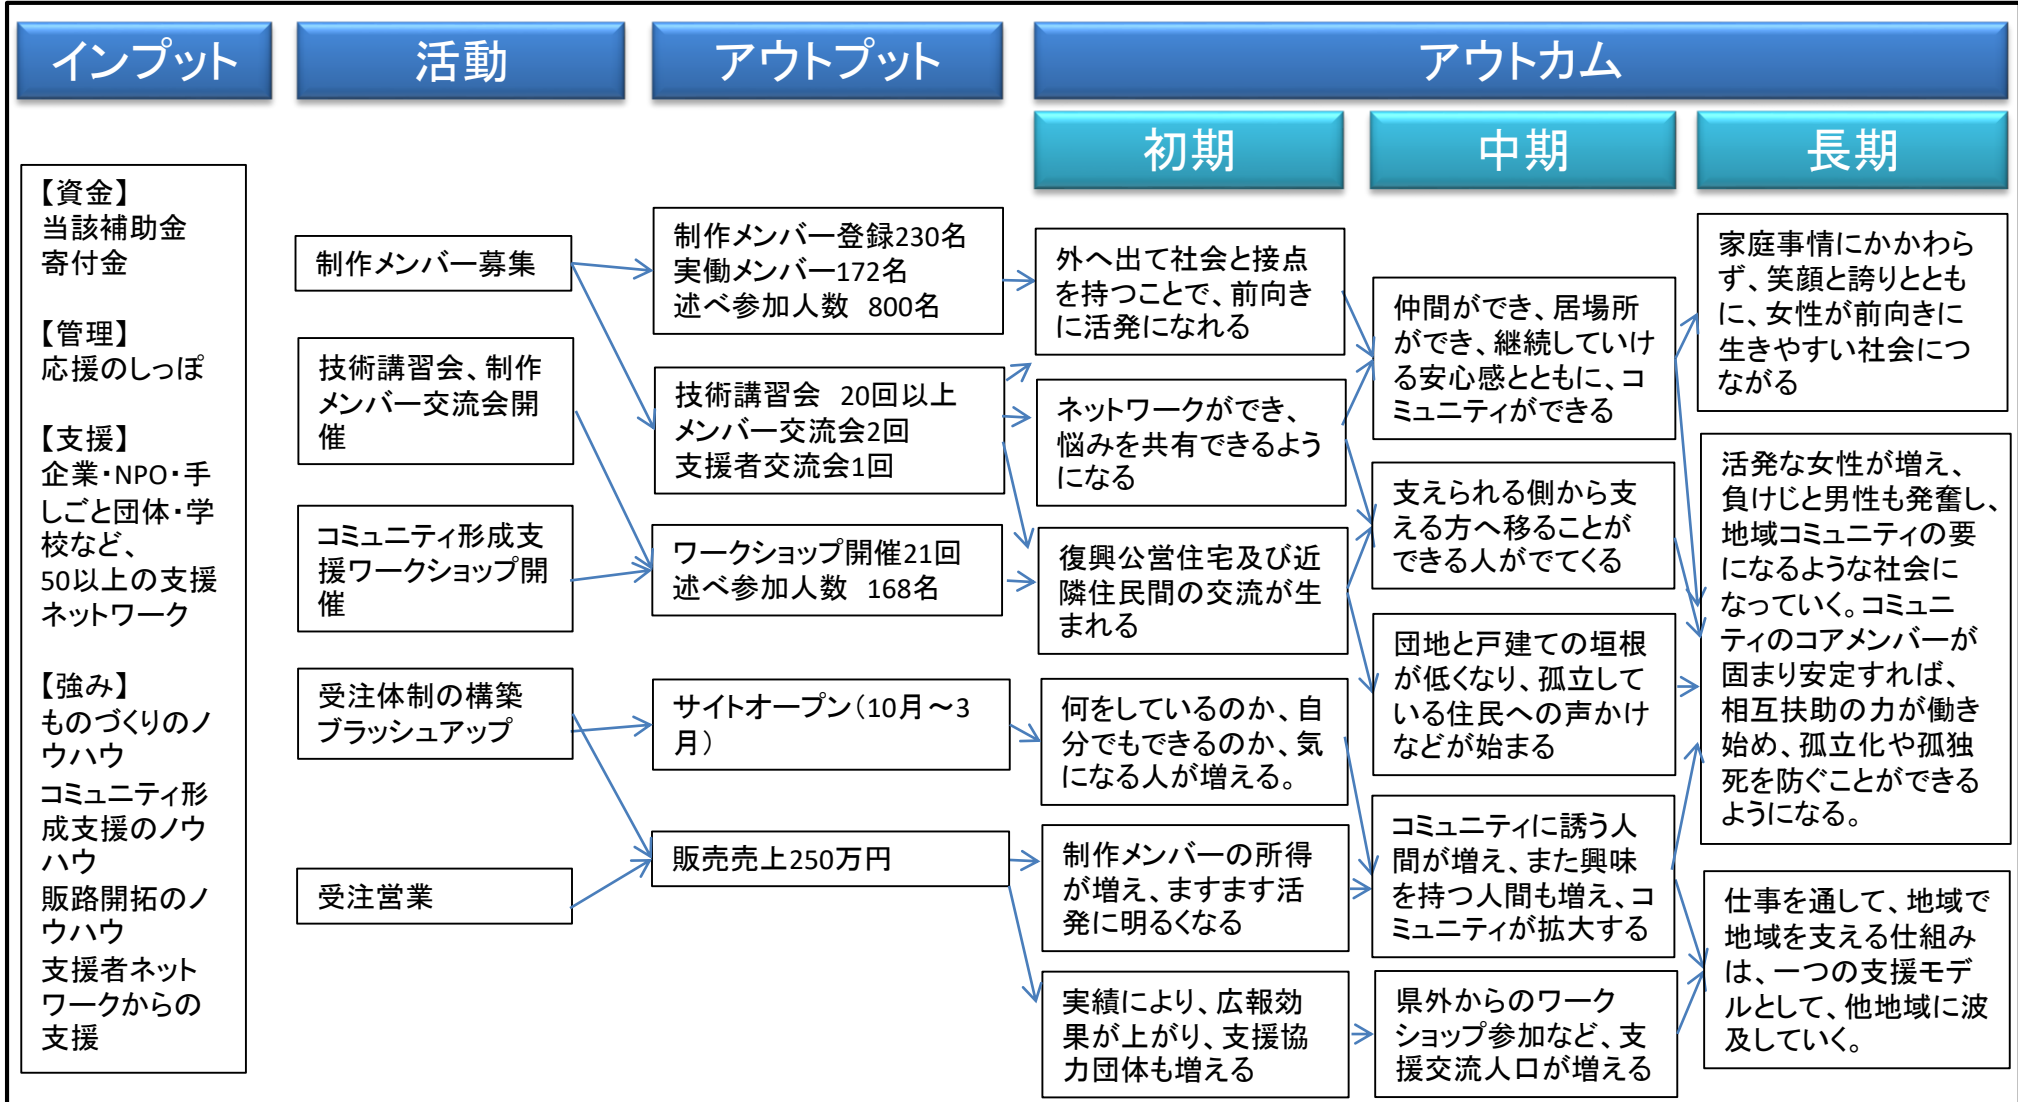 インプット
活動
アウトプット
アウトカム
初期
中期
長期
【資金】
当該補助金
寄付金
【管理】
応援のしっぽ
【支援】
企業・NPO・手
しごと団体・学
校など、
50以上の支援
ネットワーク
【強み】
ものづくりのノ
ウハウ
コミュニティ形
成支援のノウ
ハウ
販路開拓のノ
ウハウ
支援者ネット
ワークからの
支援
制作メンバー募集
技術講習会、制作
メンバー交流会開
催
コミュニティ形成支
援ワークショップ開
催
受注体制の構築
ブラッシュアップ
受注営業
制作メンバー登録230名
実働メンバー172名
述べ参加人数 800名
技術講習会 20回以上
メンバー交流会2回
支援者交流会1回
ワークショップ開催21回
述べ参加人数 168名
サイトオープン（10月～3
月）
販売売上250万円
外へ出て社会と接点
を持つことで、前向き
に活発になれる
ネットワークができ、
悩みを共有できるよう
になる
復興公営住宅及び近
隣住民間の交流が生
まれる
何をしているのか、自
分でもできるのか、気
になる人が増える。
制作メンバーの所得
が増え、ますます活
発に明るくなる
実績により、広報効
果が上がり、支援協
力団体も増える
仲間ができ、居場所
ができ、継続していけ
る安心感とともに、コ
ミュニティができる
支えられる側から支
える方へ移ることが
できる人がでてくる
団地と戸建ての垣根
が低くなり、孤立して
いる住民への声かけ
などが始まる
コミュニティに誘う人
間が増え、また興味
を持つ人間も増え、コ
ミュニティが拡大する
県外からのワーク
ショップ参加など、支
援交流人口が増える
家庭事情にかかわら
ず、笑顔と誇りととも
に、女性が前向きに
生きやすい社会につ
ながる
活発な女性が増え、
負けじと男性も発奮し、
地域コミュニティの要
になるような社会に
なっていく。コミュニ
ティのコアメンバーが
固まり安定すれば、
相互扶助の力が働き
始め、孤立化や孤独
死を防ぐことができる
ようになる。
仕事を通して、地域で
地域を支える仕組み
は、一つの支援モデ
ルとして、他地域に波
及していく。